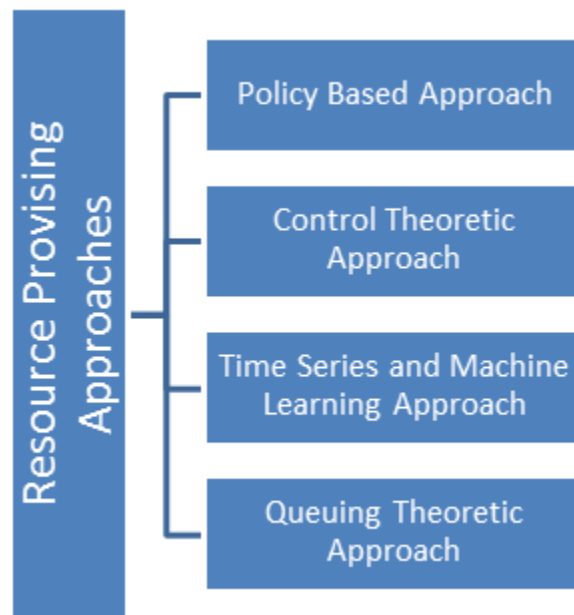 Resource Provising
Approaches
Policy Based Approach
Control Theoretic
Approach
Time Series and Machine
Learning Approach
Queuing Theoretic
Approach